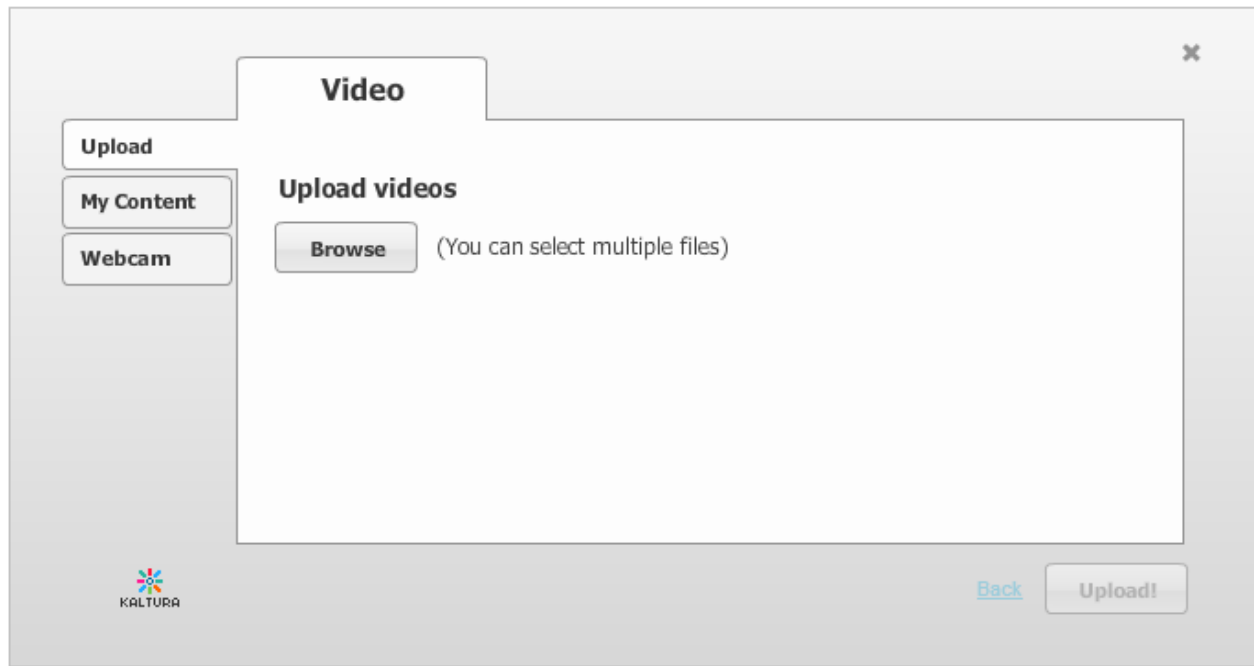 Video
Upload
My Content
Webcam
Upload videos
Browse (You can select multiple files)
KALTURA
Back
Upload!